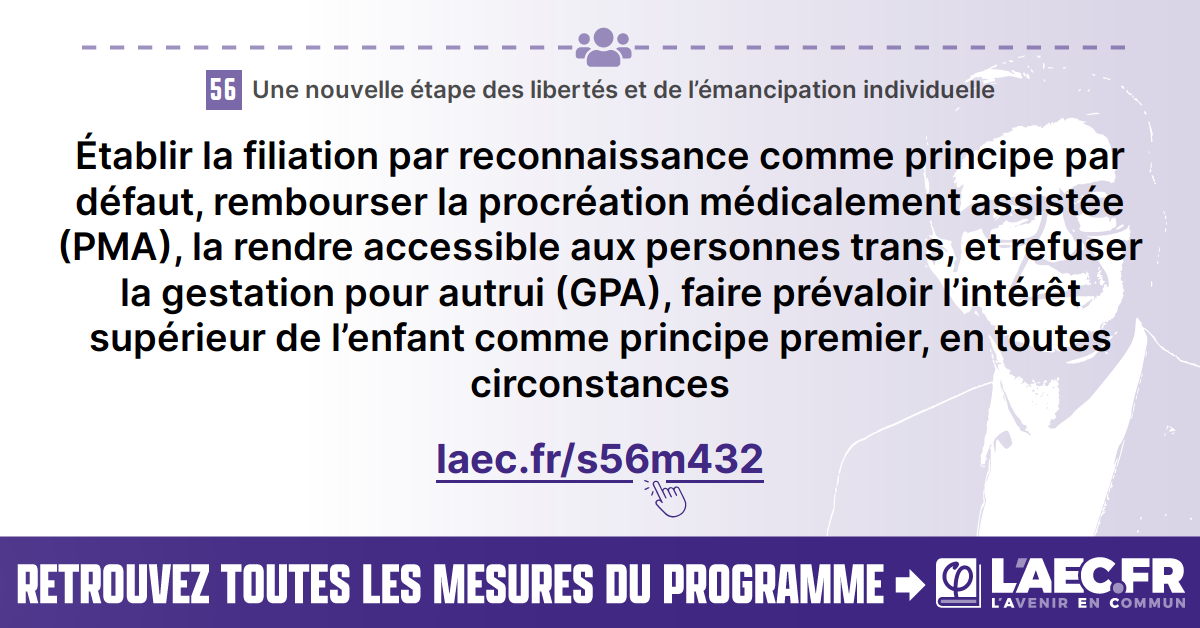 56 Une nouvelle étape des libertés et de l’émancipation individuelle
Établir la filiation par reconnaissance comme principe par
défaut, rembourser la procréation médicalement assistée
(PMA), la rendre accessible aux personnes trans, et refuser
la gestation pour autrui (GPA), faire prévaloir l’intérêt
supérieur de l’enfant comme principe premier, en toutes
circonstances
laec.fr/s56m432
RETROUVEZ TOUTES LES MESURES DU PROGRAMME
L'AEC.FR
L'AVENIR EN COMMUN